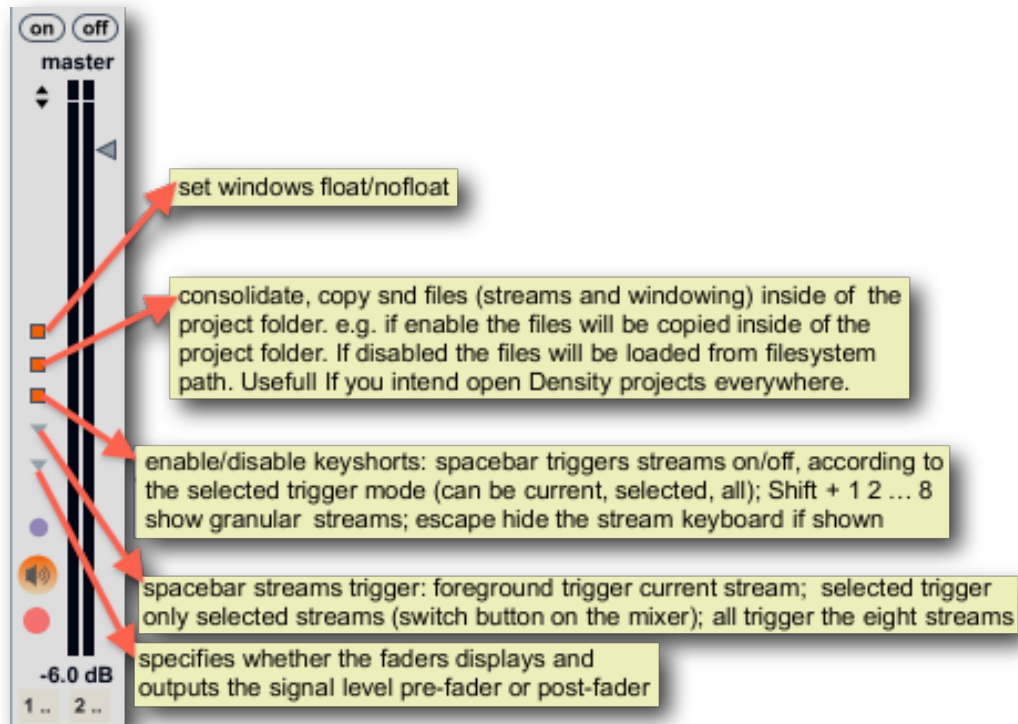 on off
master
set windows float/nofloat
consolidate, copy snd files (streams and windowing) inside of the
project folder. e.g. if enable the files will be copied inside of the
project folder. If disabled the files will be loaded from filesystem
path. Usefull If you intend open Density projects everywhere.
enable/disable keyshorts: spacebar triggers streams on/off, according to
the selected trigger mode (can be current, selected, all); Shift + 1 2 ... 8
show granular streams; escape hide the stream keyboard if shown
spacebar streams trigger: foreground trigger current stream; selected trigger
only selected streams (switch button on the mixer); all trigger the eight streams
specifies whether the faders displays and
outputs the signal level pre-fader or post-fader
-6.0 dB
1 .. 2 ..